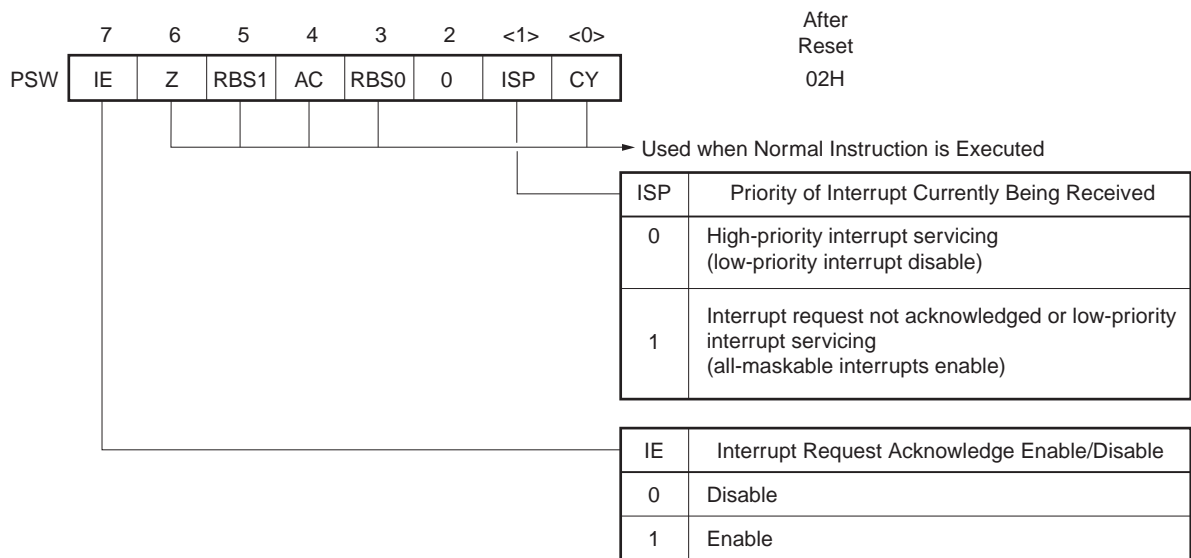 After
Reset
7 6 5 4 3 2 <1> <0>
PSW IE Z RBS1 AC RBS0 0 ISP CY 02H
Used when Normal Instruction is Executed
ISP Priority of Interrupt Currently Being Received
0 High-priority interrupt servicing
(low-priority interrupt disable)
1 Interrupt request not acknowledged or low-priority
interrupt servicing
(all-maskable interrupts enable)
IE Interrupt Request Acknowledge Enable/Disable
0 Disable
1 Enable